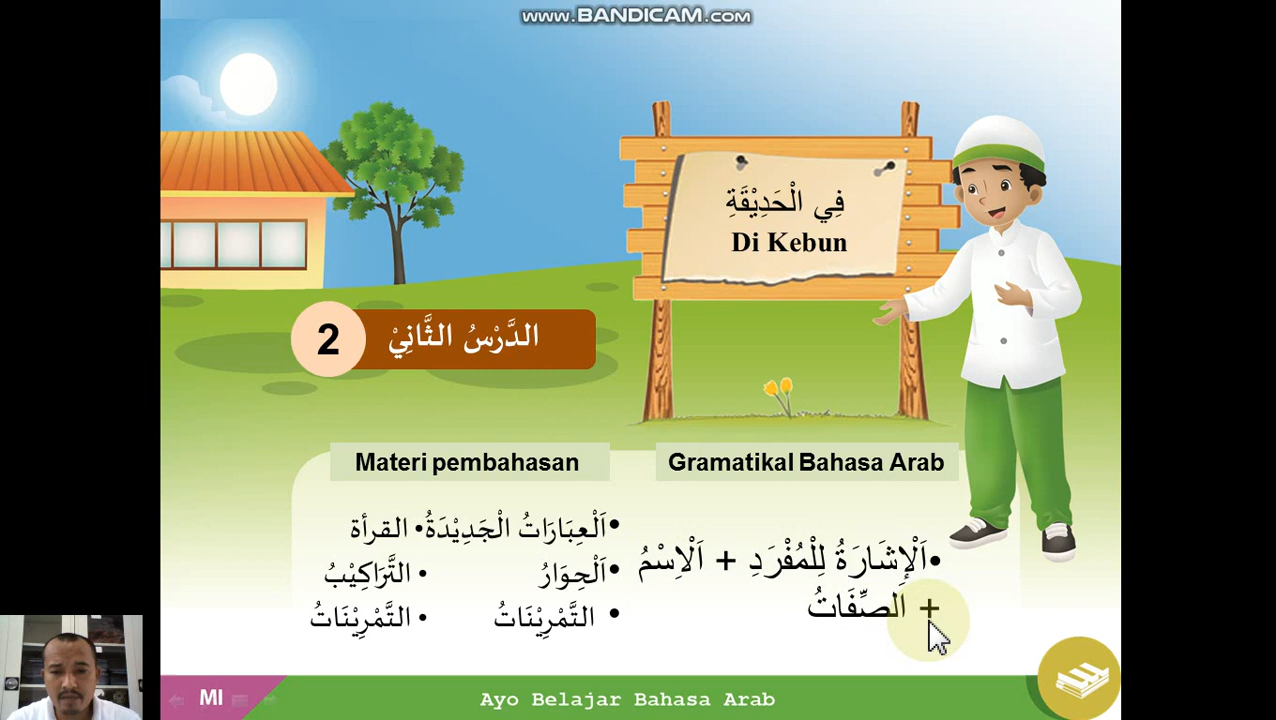 www.BANDICAM.com
فِي الْحَدِيْقَةِ
Di Kebun
2
الدَّرْسُ الثَّانِيْ
Materi pembahasan
Gramatikal Bahasa Arab
•اَلْعِبَارَاتُ الْجَدِيْدَةُ
•اَلْحِوَارُ
• التَّمْرِيْنَاتُ
• القرأة
• التَّرَاكِيْبُ
• التَّمْرِيْنَاتُ
•اَلْإِشَارَةُ لِلْمُفْرَدِ + اَلْاِسْمُ
+ الصِّفَاتُ
MI
Ayo Belajar Bahasa Arab